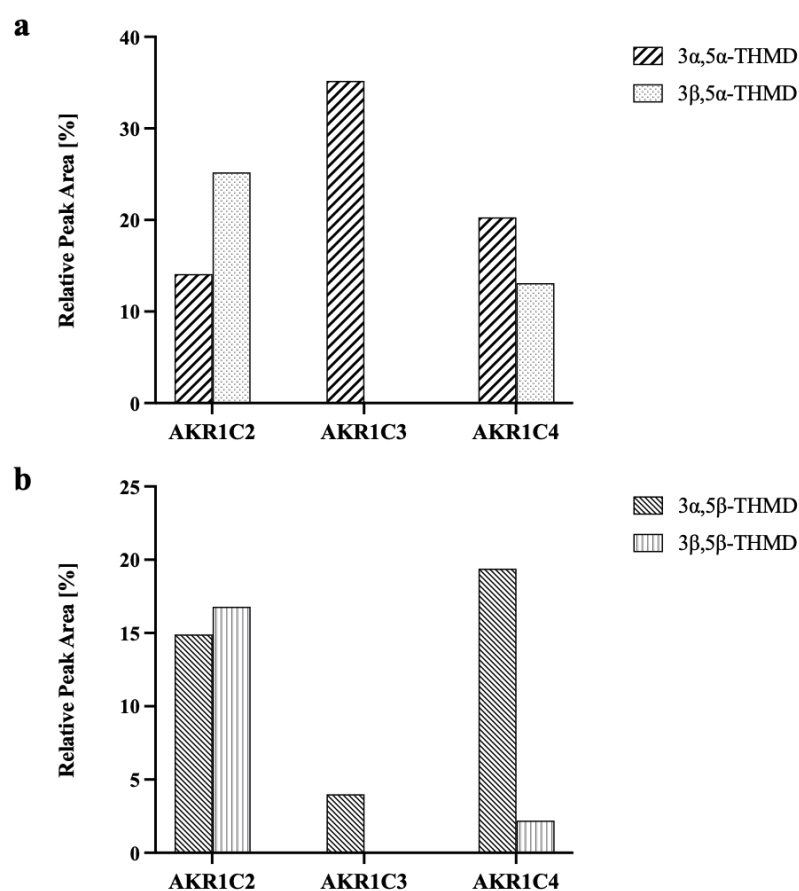 a
Relative Peak Area [%]
40
30
20
10
0
AKR1C2 AKR1C3 AKR1C4
3α,5α-THMD
3β,5α-THMD
b
Relative Peak Area [%]
25
20
15
10
5
0
AKR1C2 AKR1C3 AKR1C4
3α,5β-THMD
3β,5β-THMD